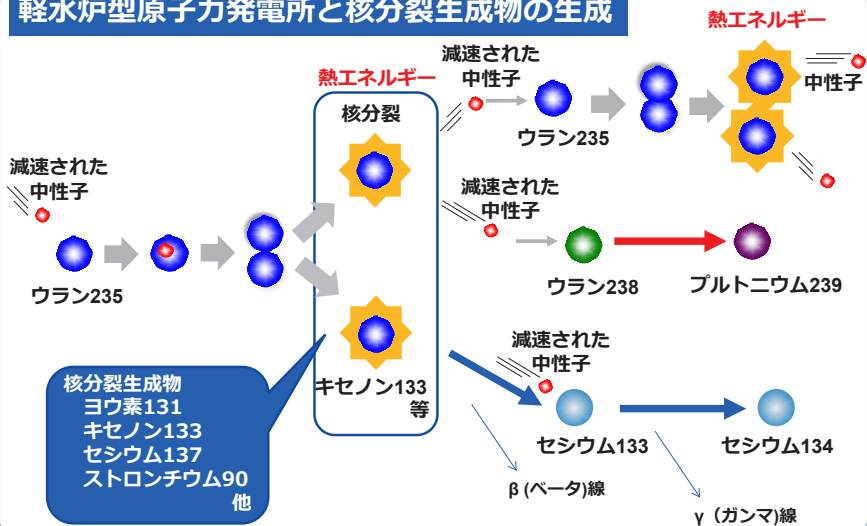 軽水炉型原子力発電所と核分裂生成物の生成
熱エネルギー
核分裂
減速された
中性子
ウラン235
キセノン133
等
核分裂生成物
ヨウ素131
キセノン133
セシウム137
ストロンチウム90
他
減速された
中性子
ウラン235
熱エネルギー
中性子
減速された
中性子
ウラン238
プルトニウム239
減速された
中性子
セシウム133
セシウム134
β (ベータ)線
γ（ガンマ)線